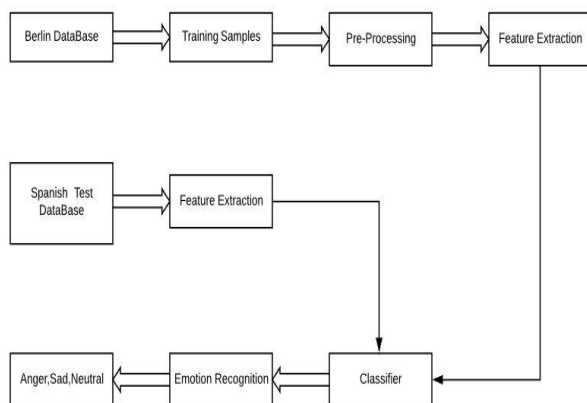 Berlin DataBase
Training Samples
Pre-Processing
Feature Extraction
Spanish Test
DataBase
Feature Extraction
Anger,Sad,Neutral
Emotion Recognition
Classifier